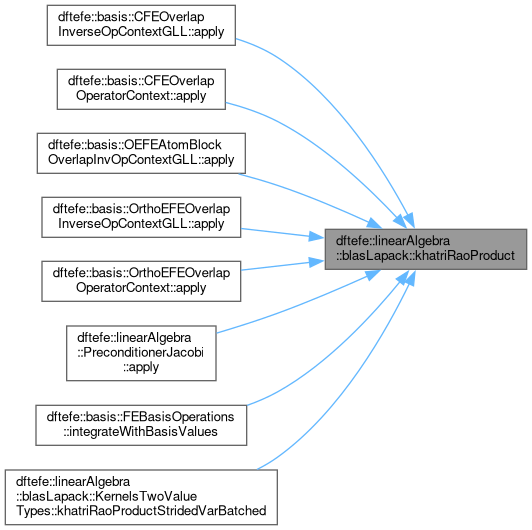 dftefe::basis::CFEOverlap
InverseOpContextGLL::apply
dftefe::basis::CFEOverlap
OperatorContext::apply
dftefe::basis::OEFEAtomBlock
OverlapInvOpContextGLL::apply
dftefe::basis::OrthoEFEOverlap
InverseOpContextGLL::apply
dftefe::linearAlgebra
::blasLapack::khatriRaoProduct
dftefe::basis::OrthoEFEOverlap
OperatorContext::apply
dftefe::linearAlgebra
::PreconditionerJacobi
::apply
dftefe::basis::FEBasisOperations
::integrateWithBasisValues
dftefe::linearAlgebra
::blasLapack::KernelsTwoValue
Types::khatriRaoProductStridedVarBatched